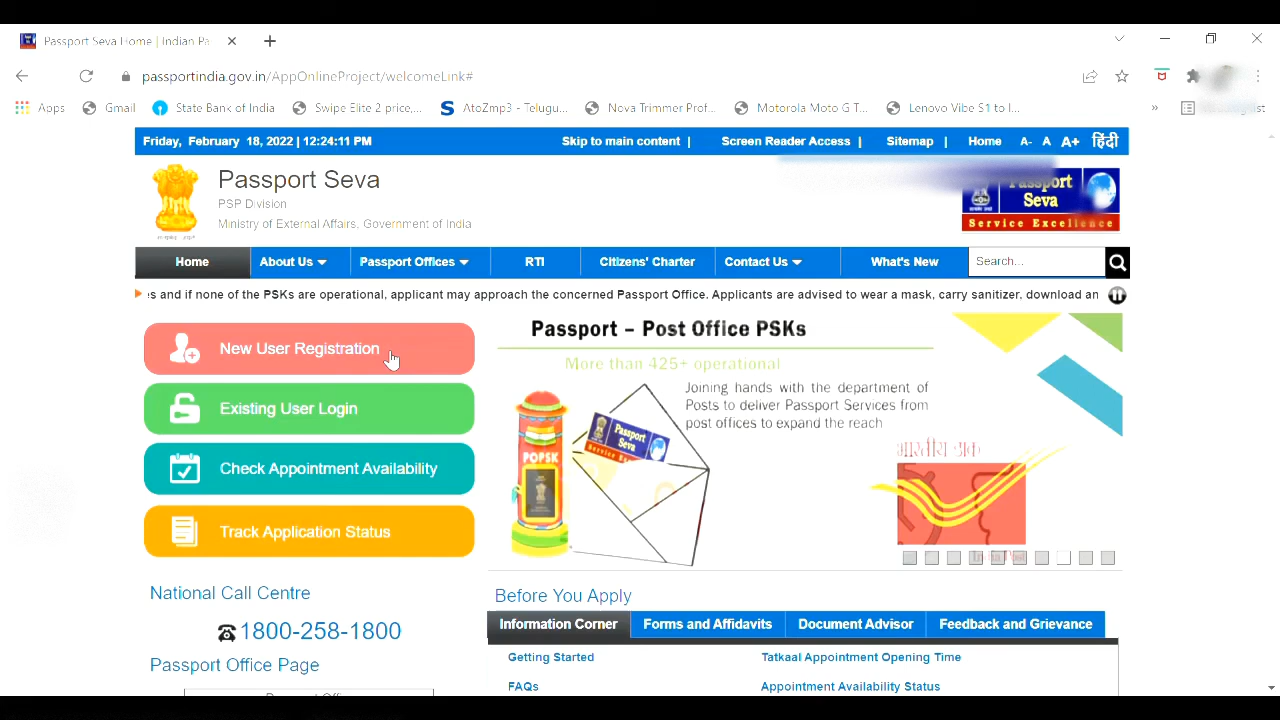 Passport Seva Home | Indian Pa
passportindia.gov.in/AppOnlineProject/welcomeLink#
Apps Gmail State Bank of India Swipe Elite 2 price,... S AtoZmp3 - Telugu... Nova Trimmer Prof... Motorola Moto G T... Lenovo Vibe S1 to I... »
Friday, February 18, 2022 | 12:24:11 PM Skip to main content | Screen Reader Access | Sitemap | Home A- A A+ हिंदी
Passport Seva
PSP Division
Ministry of External Affairs, Government of India
Passport
Seva
Service Excellence
Home About Us Passport Offices RTI Citizens' Charter Contact Us What's New Search...
es and if none of the PSKs are operational, applicant may approach the concerned Passport Office. Applicants are advised to wear a mask, carry sanitizer, download an
New User Registration
Existing User Login
Check Appointment Availability
Track Application Status
Passport – Post Office PSKs
More than 425+ operational
Joining hands with the department of
Posts to deliver Passport Services from
post offices to expand the reach
Passport
Seva
POPSK
भारतीय डाक
India Post
National Call Centre
1800-258-1800
Passport Office Page
Before You Apply
Information Corner Forms and Affidavits Document Advisor Feedback and Grievance
Getting Started Tatkaal Appointment Opening Time
FAQs Appointment Availability Status